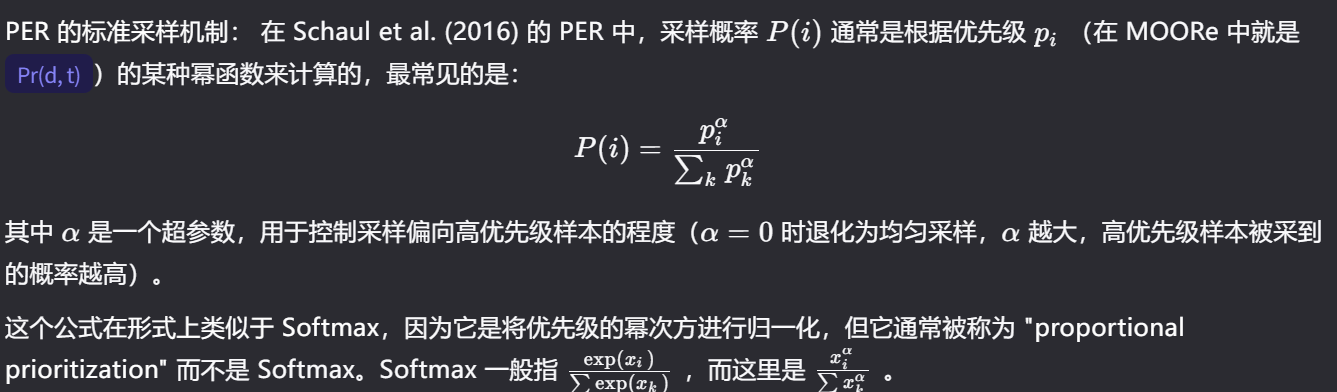 PER 的标准采样机制： 在 Schaul et al. (2016) 的 PER 中，采样概率 P(i) 通常是根据优先级 p_i （在 MOORe 中就是
Pr(d, t)）的某种幂函数来计算的，最常见的是：
P(i) = \frac{p_i^α}{\sum_k p_k^α}
其中 α 是一个超参数，用于控制采样偏向高优先级样本的程度（α = 0 时退化为均匀采样，α 越大，高优先级样本被采到
的概率越高）。
这个公式在形式上类似于 Softmax，因为它是将优先级的幂次方进行归一化，但它通常被称为 "proportional
prioritization" 而不是 Softmax。Softmax 一般指 \frac{exp(x_i)}{\sum exp(x_k)} ，而这里是 \frac{x_i^α}{\sum x_k^α} 。